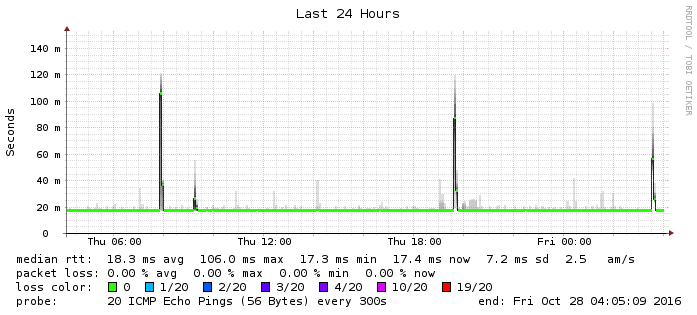 Last 24 Hours
RRDTOOL / TOBI OETIKER
Seconds
140 m
120 m
100 m
80 m
60 m
40 m
20 m
0
Thu 06:00 Thu 12:00 Thu 18:00 Fri 00:00
median rtt: 18.3 ms avg 106.0 ms max 17.3 ms min 17.4 ms now 7.2 ms sd 2.5 am/s
packet loss: 0.00 % avg 0.00 % max 0.00 % min 0.00 % now
loss color: 0 1/20 2/20 3/20 4/20 10/20 19/20
probe: 20 ICMP Echo Pings (56 Bytes) every 300s end: Fri Oct 28 04:05:09 2016